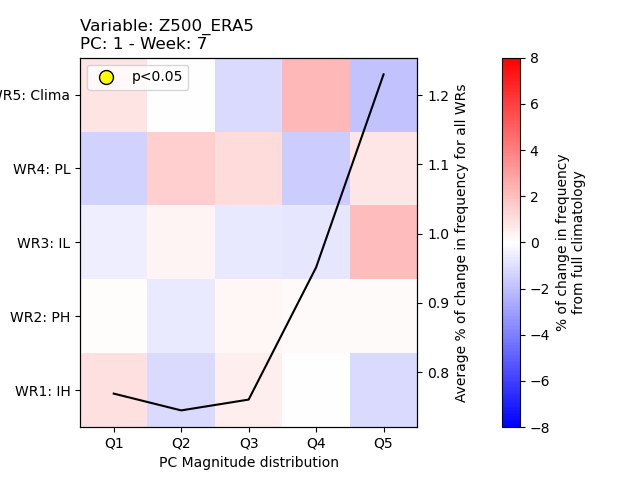 Variable: Z500_ERA5
PC: 1 - Week: 7
p<0.05
WR5: Clima
WR4: PL
WR3: IL
WR2: PH
WR1: IH
Q1 Q2 Q3 Q4 Q5
PC Magnitude distribution
1.2
1.1
1.0
0.9
0.8
Average % of change in frequency for all WRs
8
6
4
2
0
−2
−4
−6
−8
% of change in frequency
from full climatology